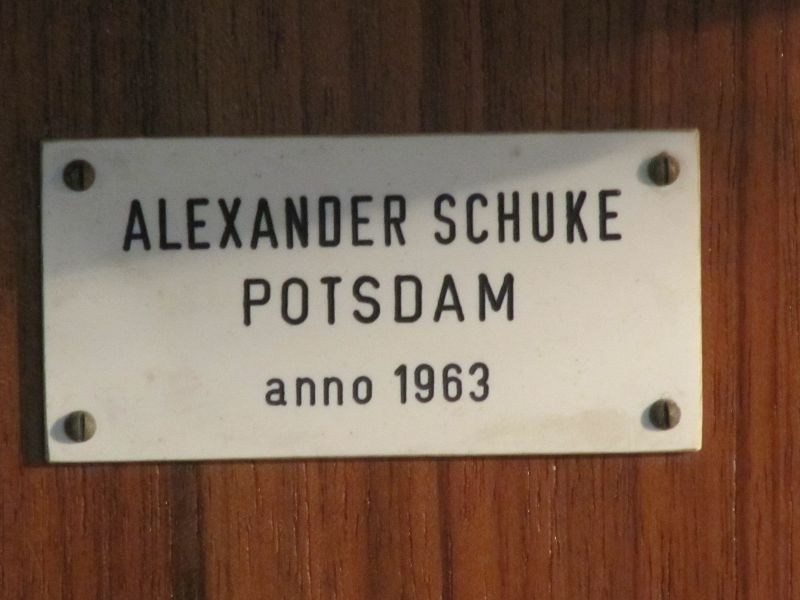 ALEXANDER SCHUKE
POTSDAM
anno 1963